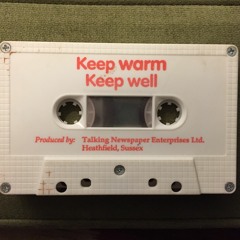 Keep warm
Keep well
Produced by: Talking Newspaper Enterprises Ltd.
Heathfield, Sussex